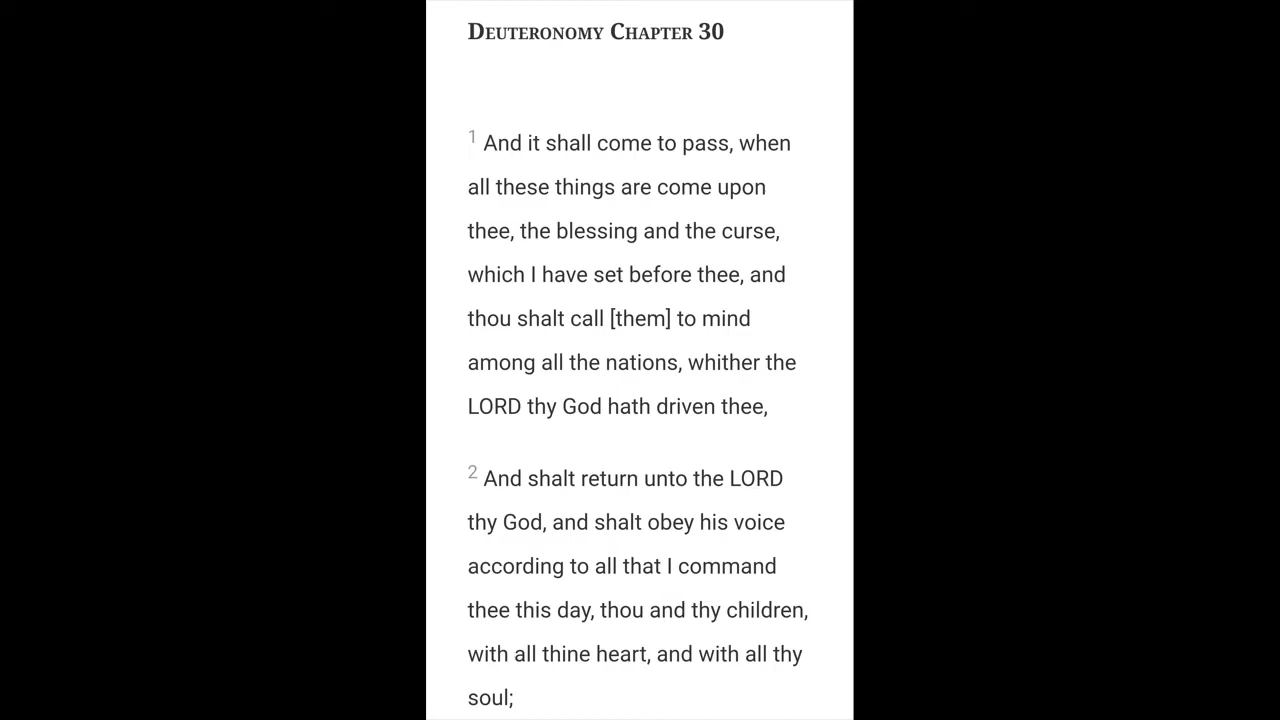 Deuteronomy Chapter 30
1 And it shall come to pass, when
all these things are come upon
thee, the blessing and the curse,
which I have set before thee, and
thou shalt call [them] to mind
among all the nations, whither the
LORD thy God hath driven thee,
2 And shalt return unto the LORD
thy God, and shalt obey his voice
according to all that I command
thee this day, thou and thy children,
with all thine heart, and with all thy
soul;